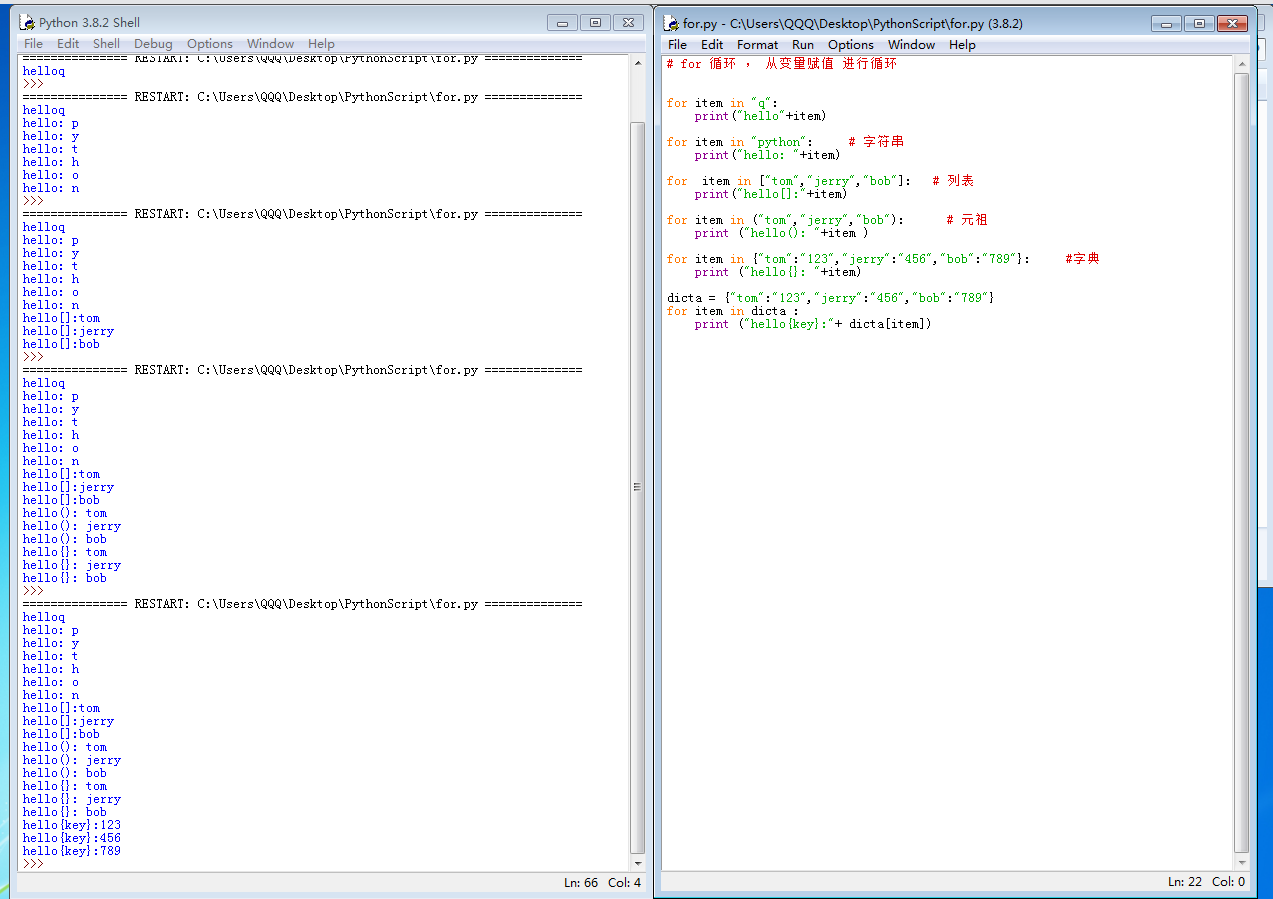 Python 3.8.2 Shell
File Edit Shell Debug Options Window Help
=============== RESTART: C:\Users\QQQ\Desktop\PythonScript\for.py ==============
helloq
>>>
=============== RESTART: C:\Users\QQQ\Desktop\PythonScript\for.py ==============
helloq
hello: p
hello: y
hello: t
hello: h
hello: o
hello: n
>>>
=============== RESTART: C:\Users\QQQ\Desktop\PythonScript\for.py ==============
helloq
hello: p
hello: y
hello: t
hello: h
hello: o
hello: n
hello[]:tom
hello[]:jerry
hello[]:bob
>>>
=============== RESTART: C:\Users\QQQ\Desktop\PythonScript\for.py ==============
helloq
hello: p
hello: y
hello: t
hello: h
hello: o
hello: n
hello[]:tom
hello[]:jerry
hello[]:bob
hello(): tom
hello(): jerry
hello(): bob
hello{}: tom
hello{}: jerry
hello{}: bob
>>>
=============== RESTART: C:\Users\QQQ\Desktop\PythonScript\for.py ==============
helloq
hello: p
hello: y
hello: t
hello: h
hello: o
hello: n
hello[]:tom
hello[]:jerry
hello[]:bob
hello(): tom
hello(): jerry
hello(): bob
hello{}: tom
hello{}: jerry
hello{}: bob
hello{key}:123
hello{key}:456
hello{key}:789
>>>
Ln: 66 Col: 4
for.py - C:\Users\QQQ\Desktop\PythonScript\for.py (3.8.2)
File Edit Format Run Options Window Help
# for 循环 ， 从变量赋值 进行循环
for item in "q":
    print("hello"+item)
for item in "python":     # 字符串
    print("hello: "+item)
for  item in ["tom","jerry","bob"]:   # 列表
    print("hello[]:"+item)
for item in ("tom","jerry","bob"):      # 元祖
    print ("hello(): "+item )
for item in {"tom":"123","jerry":"456","bob":"789"}:     #字典
    print ("hello{}: "+item)
dicta = {"tom":"123","jerry":"456","bob":"789"}
for item in dicta :
    print ("hello{key}:"+ dicta[item])
Ln: 22 Col: 0